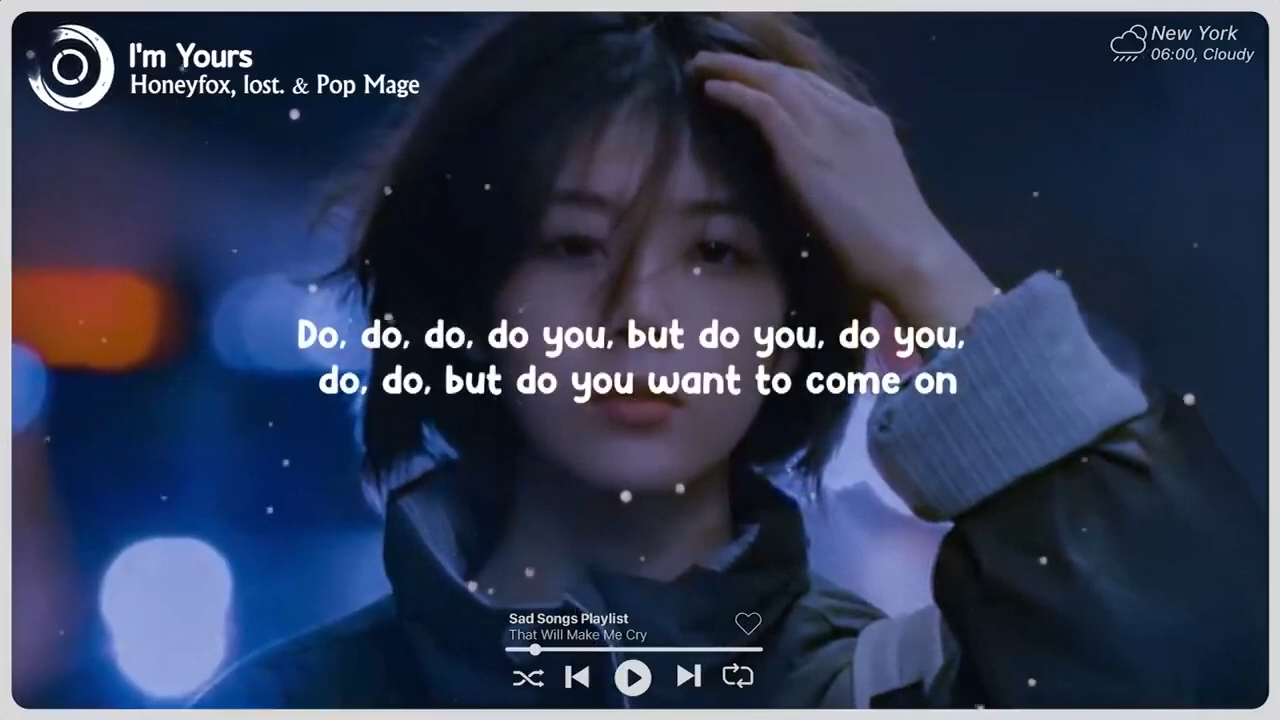 I'm Yours
Honeyfox, lost. & Pop Mage
New York
06:00, Cloudy
Do, do, do, do you, but do you, do you,
do, do, but do you want to come on
Sad Songs Playlist
That Will Make Me Cry